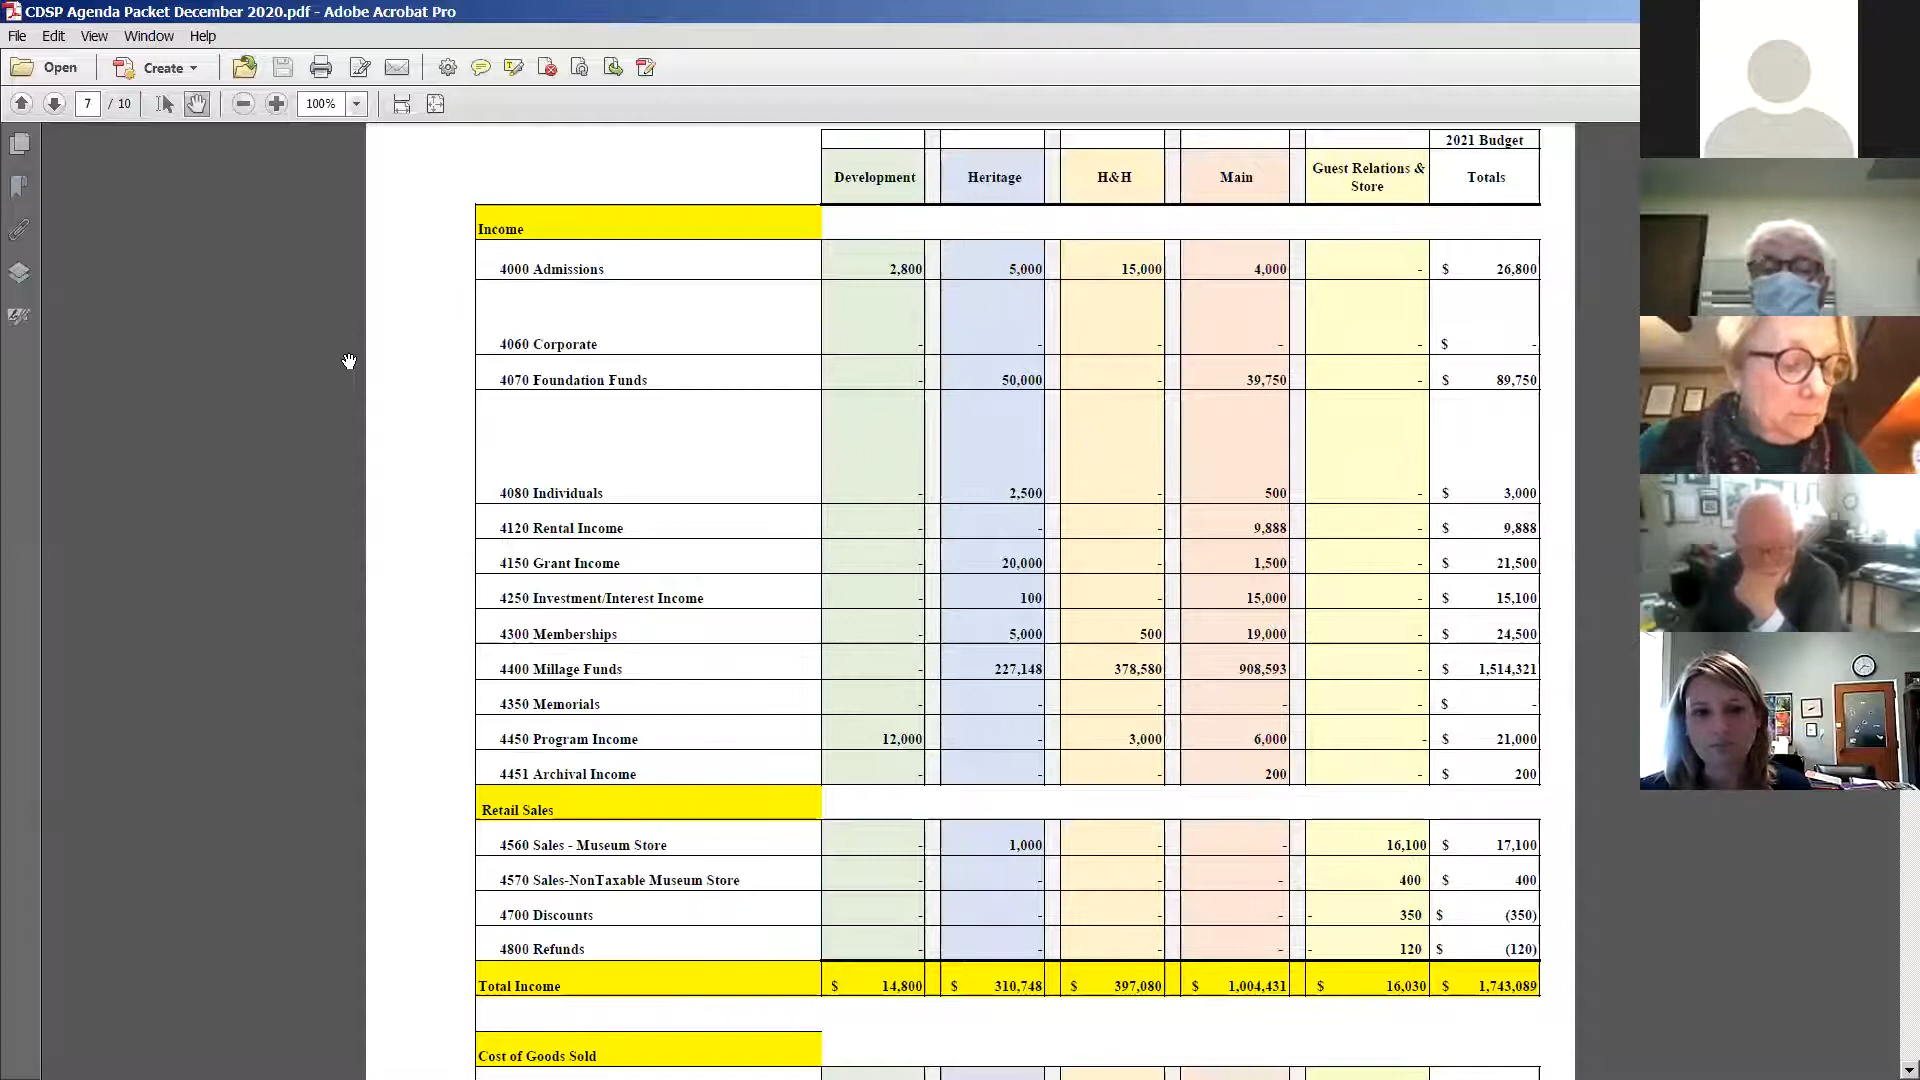 CDSP Agenda Packet December 2020.pdf - Adobe Acrobat Pro
File Edit View Window Help
Open Create
7 / 10 100%
2021 Budget
Development Heritage H&H Main Guest Relations & Store Totals
Income
4000 Admissions 2,800 5,000 15,000 4,000 - $ 26,800
4060 Corporate - - - - - $ -
4070 Foundation Funds - 50,000 - 39,750 - $ 89,750
4080 Individuals - 2,500 - 500 - $ 3,000
4120 Rental Income - - - 9,888 - $ 9,888
4150 Grant Income - 20,000 - 1,500 - $ 21,500
4250 Investment/Interest Income - 100 - 15,000 - $ 15,100
4300 Memberships - 5,000 500 19,000 - $ 24,500
4400 Millage Funds - 227,148 378,580 908,593 - $ 1,514,321
4350 Memorials - - - - - $ -
4450 Program Income 12,000 - 3,000 6,000 - $ 21,000
4451 Archival Income - - - 200 - $ 200
Retail Sales
4560 Sales - Museum Store - 1,000 - - 16,100 $ 17,100
4570 Sales-NonTaxable Museum Store - - - - 400 $ 400
4700 Discounts - - - - - 350 $ (350)
4800 Refunds - - - - - 120 $ (120)
Total Income $ 14,800 $ 310,748 $ 397,080 $ 1,004,431 $ 16,030 $ 1,743,089
Cost of Goods Sold